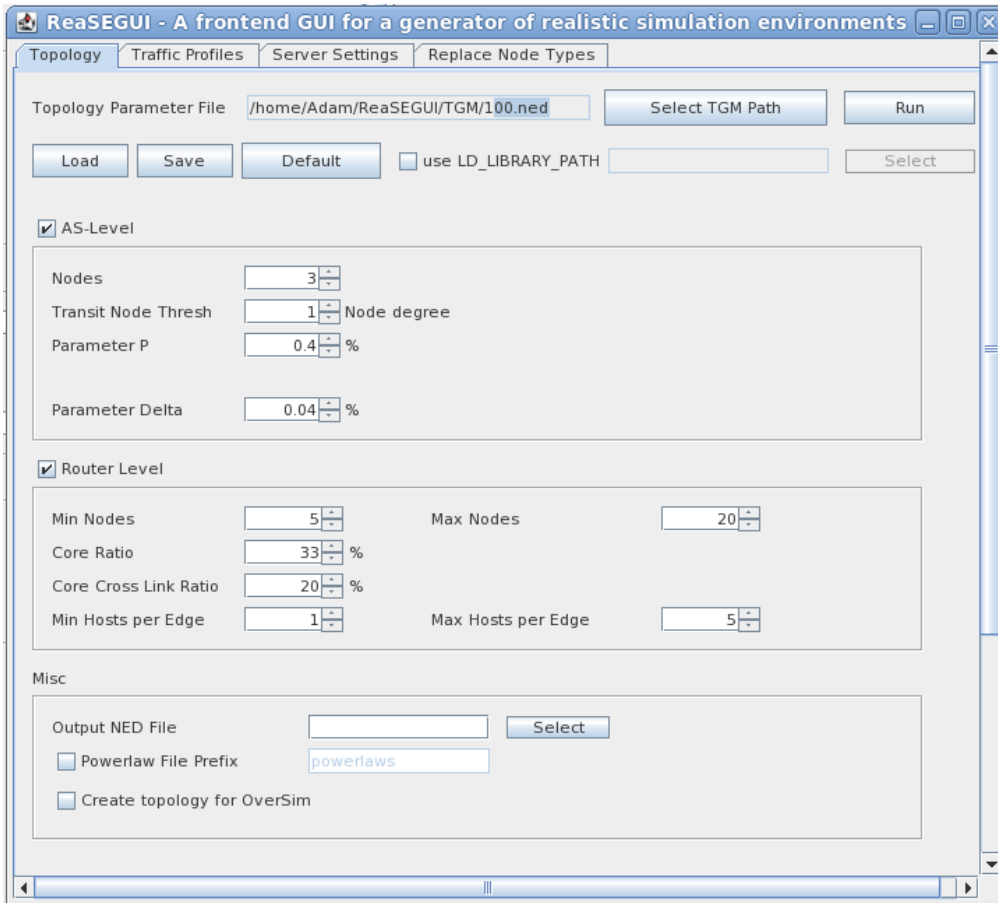 ReaSEGUI - A frontend GUI for a generator of realistic simulation environments
Topology Traffic Profiles Server Settings Replace Node Types
Topology Parameter File /home/Adam/ReaSEGUI/TGM/100.ned Select TGM Path Run
Load Save Default use LD_LIBRARY_PATH Select
AS-Level
Nodes 3
Transit Node Thresh 1 Node degree
Parameter P 0.4 %
Parameter Delta 0.04 %
Router Level
Min Nodes 5 Max Nodes 20
Core Ratio 33 %
Core Cross Link Ratio 20 %
Min Hosts per Edge 1 Max Hosts per Edge 5
Misc
Output NED File Select
Powerlaw File Prefix powerlaws
Create topology for OverSim